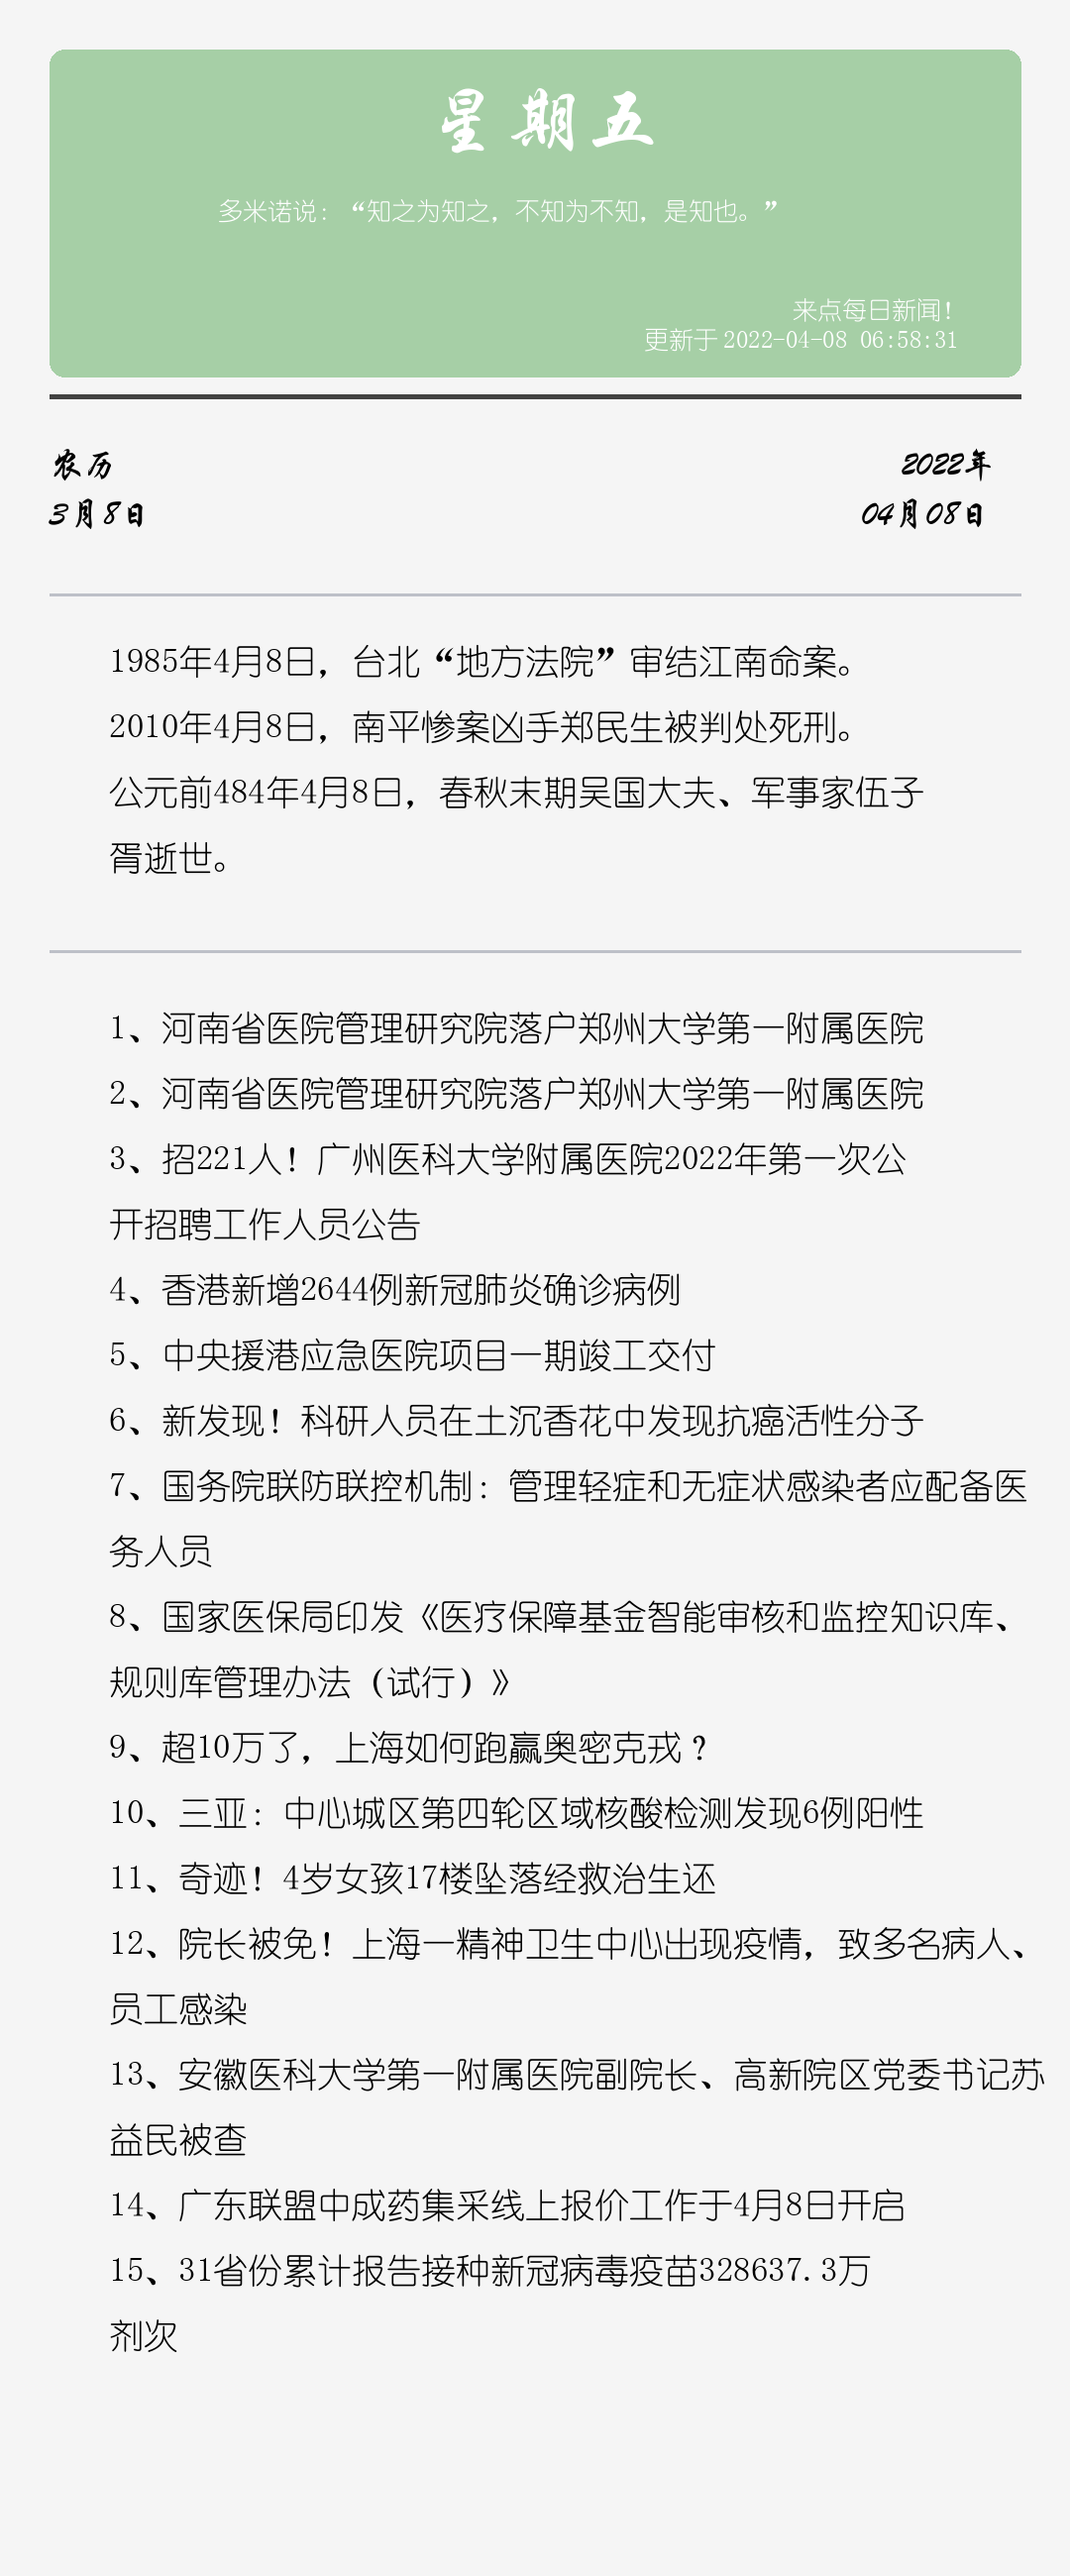 星期五
多米诺说：“知之为知之，不知为不知，是知也。”
来点每日新闻！
更新于 2022-04-08 06:58:31
农历
2022年
3月8日
04月08日
1985年4月8日，台北“地方法院”审结江南命案。
2010年4月8日，南平惨案凶手郑民生被判处死刑。
公元前484年4月8日，春秋末期吴国大夫、军事家伍子
胥逝世。
1、河南省医院管理研究院落户郑州大学第一附属医院
2、河南省医院管理研究院落户郑州大学第一附属医院
3、招221人！广州医科大学附属医院2022年第一次公
开招聘工作人员公告
4、香港新增2644例新冠肺炎确诊病例
5、中央援港应急医院项目一期竣工交付
6、新发现！科研人员在土沉香花中发现抗癌活性分子
7、国务院联防联控机制：管理轻症和无症状感染者应配备医
务人员
8、国家医保局印发《医疗保障基金智能审核和监控知识库、
规则库管理办法（试行）》
9、超10万了，上海如何跑赢奥密克戎？
10、三亚：中心城区第四轮区域核酸检测发现6例阳性
11、奇迹！4岁女孩17楼坠落经救治生还
12、院长被免！上海一精神卫生中心出现疫情，致多名病人、
员工感染
13、安徽医科大学第一附属医院副院长、高新院区党委书记苏
益民被查
14、广东联盟中成药集采线上报价工作于4月8日开启
15、31省份累计报告接种新冠病毒疫苗328637.3万
剂次